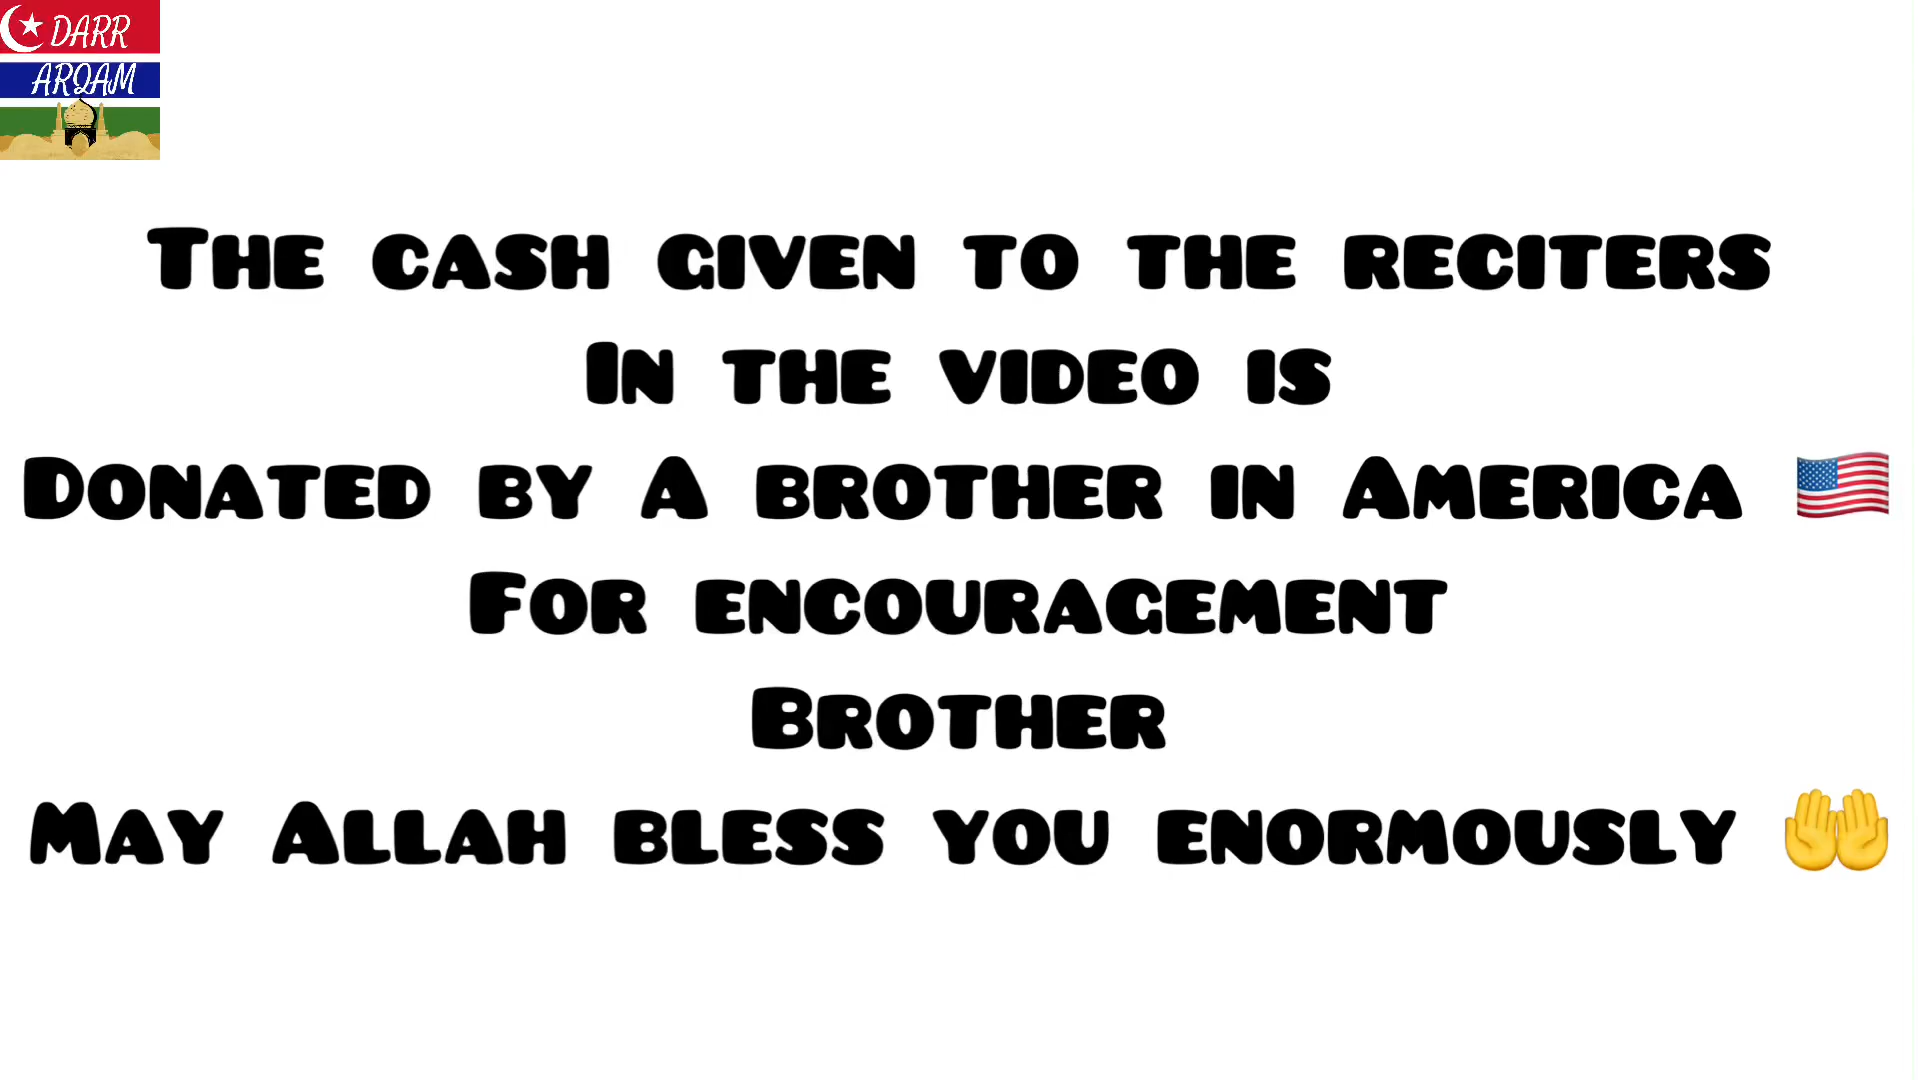 DARR
ARQAM
The cash given to the reciters
In the video is
Donated by A brother in America 🇺🇸
For encouragement
Brother
May Allah bless you enormously 🤲